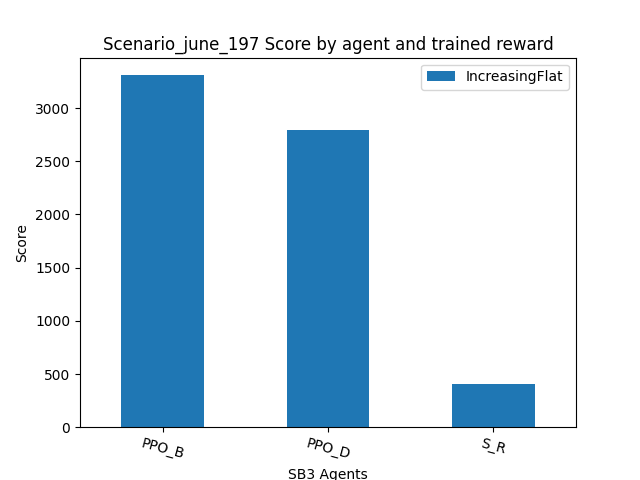 Scenario_june_197 Score by agent and trained reward
IncreasingFlat
3000
2500
2000
1500
1000
500
0
Score
PPO_B
PPO_D
S_R
SB3 Agents